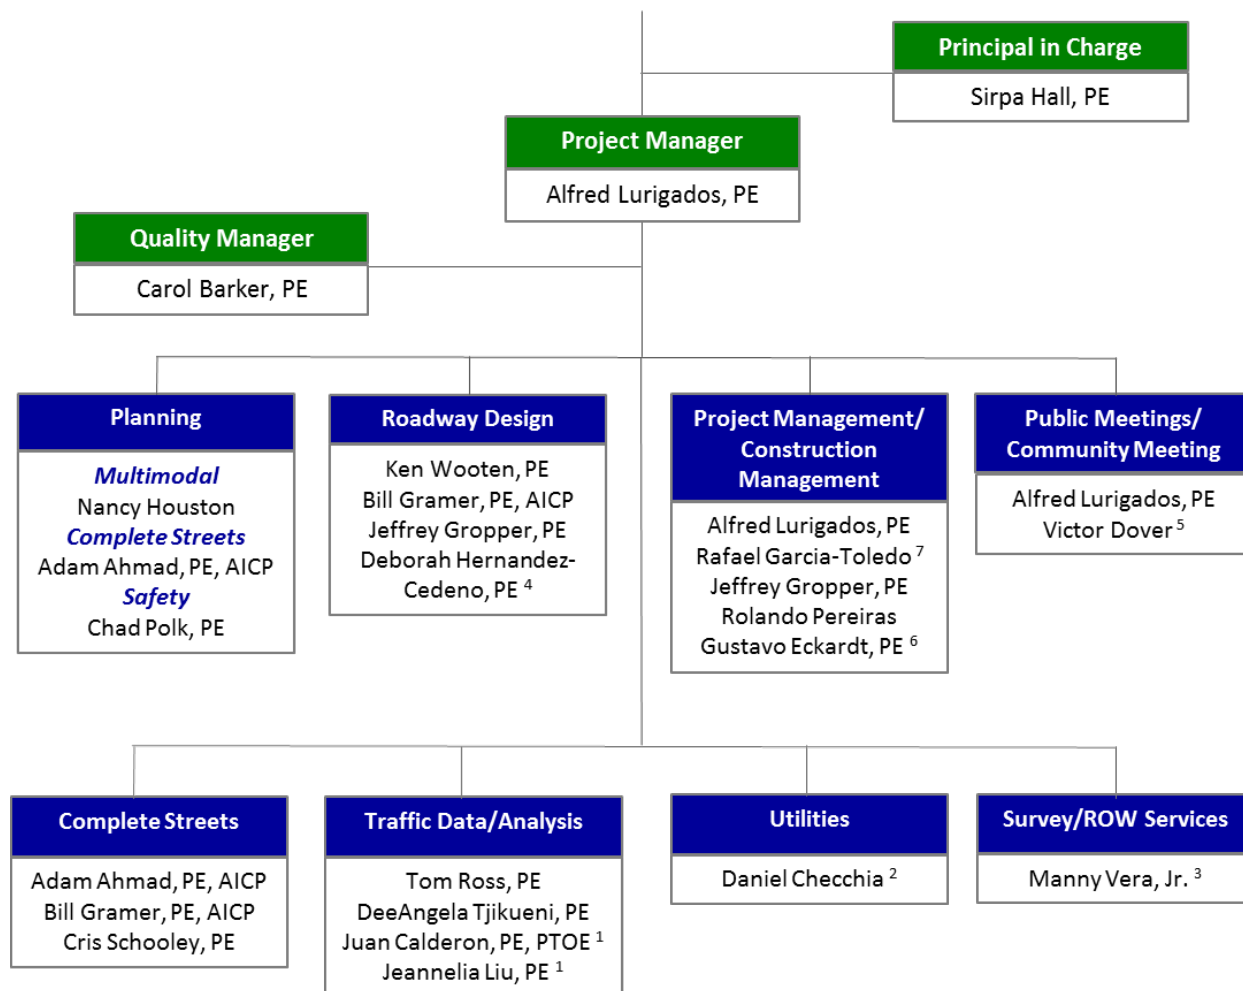 Principal in Charge
Sirpa Hall, PE
Project Manager
Alfred Lurigados, PE
Quality Manager
Carol Barker, PE
Planning
Multimodal
Nancy Houston
Complete Streets
Adam Ahmad, PE, AICP
Safety
Chad Polk, PE
Roadway Design
Ken Wooten, PE
Bill Gramer, PE, AICP
Jeffrey Gropper, PE
Deborah Hernandez-
Cedeno, PE 4
Project Management/
Construction
Management
Alfred Lurigados, PE
Rafael Garcia-Toledo 7
Jeffrey Gropper, PE
Rolando Pereiras
Gustavo Eckardt, PE 6
Public Meetings/
Community Meeting
Alfred Lurigados, PE
Victor Dover 5
Complete Streets
Adam Ahmad, PE, AICP
Bill Gramer, PE, AICP
Cris Schooley, PE
Traffic Data/Analysis
Tom Ross, PE
DeeAngela Tjikueni, PE
Juan Calderon, PE, PTOE 1
Jeannelia Liu, PE 1
Utilities
Daniel Checchia 2
Survey/ROW Services
Manny Vera, Jr. 3